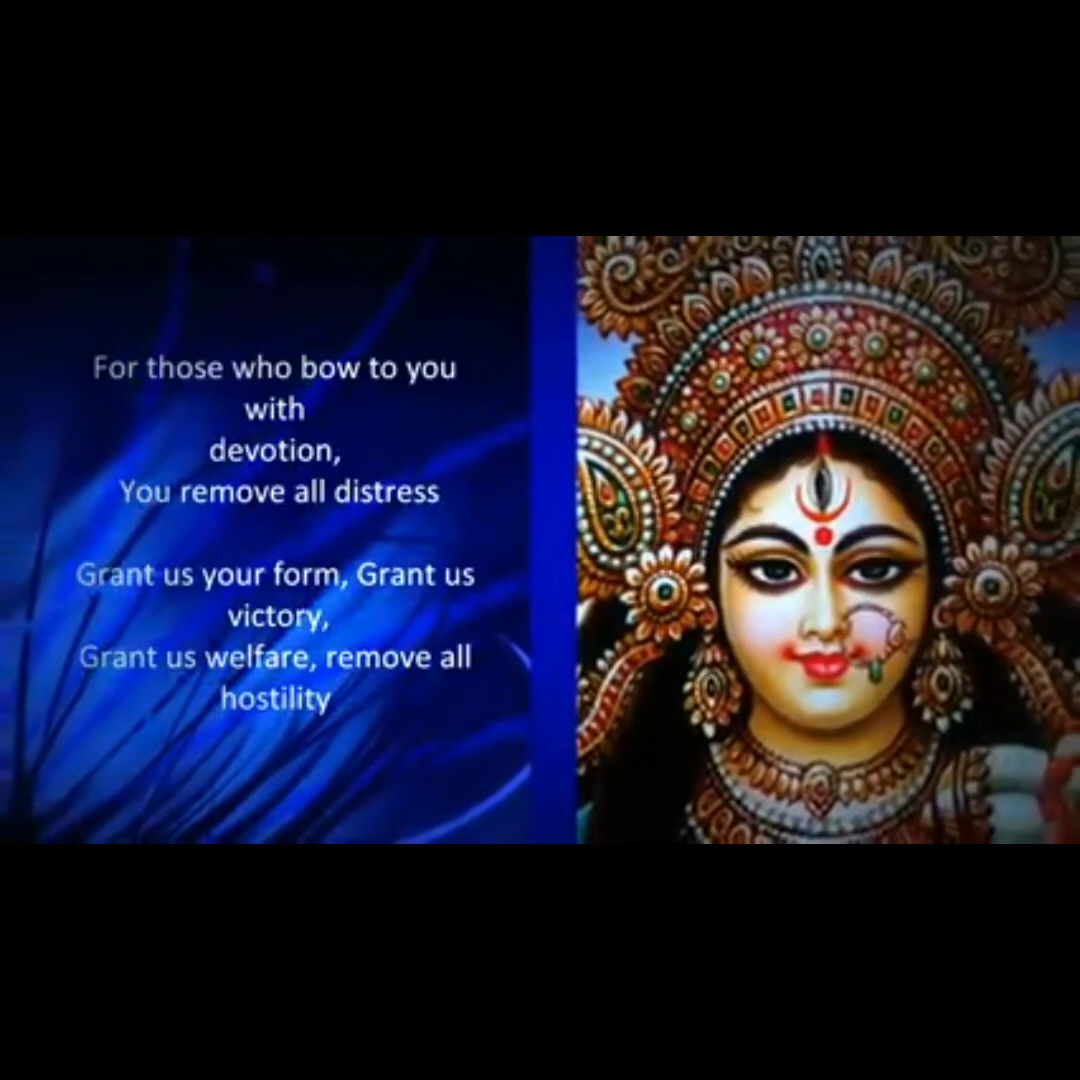 For those who bow to you
with
devotion,
You remove all distress
Grant us your form, Grant us
victory,
Grant us welfare, remove all
hostility